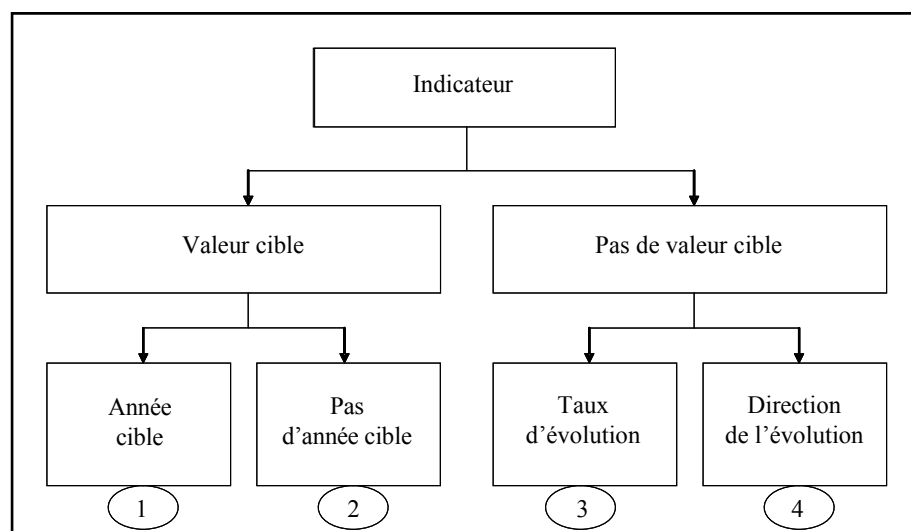 Indicateur
Valeur cible
Pas de valeur cible
Année
cible
Pas
d'année cible
Taux
d'évolution
Direction
de l'évolution
1
2
3
4